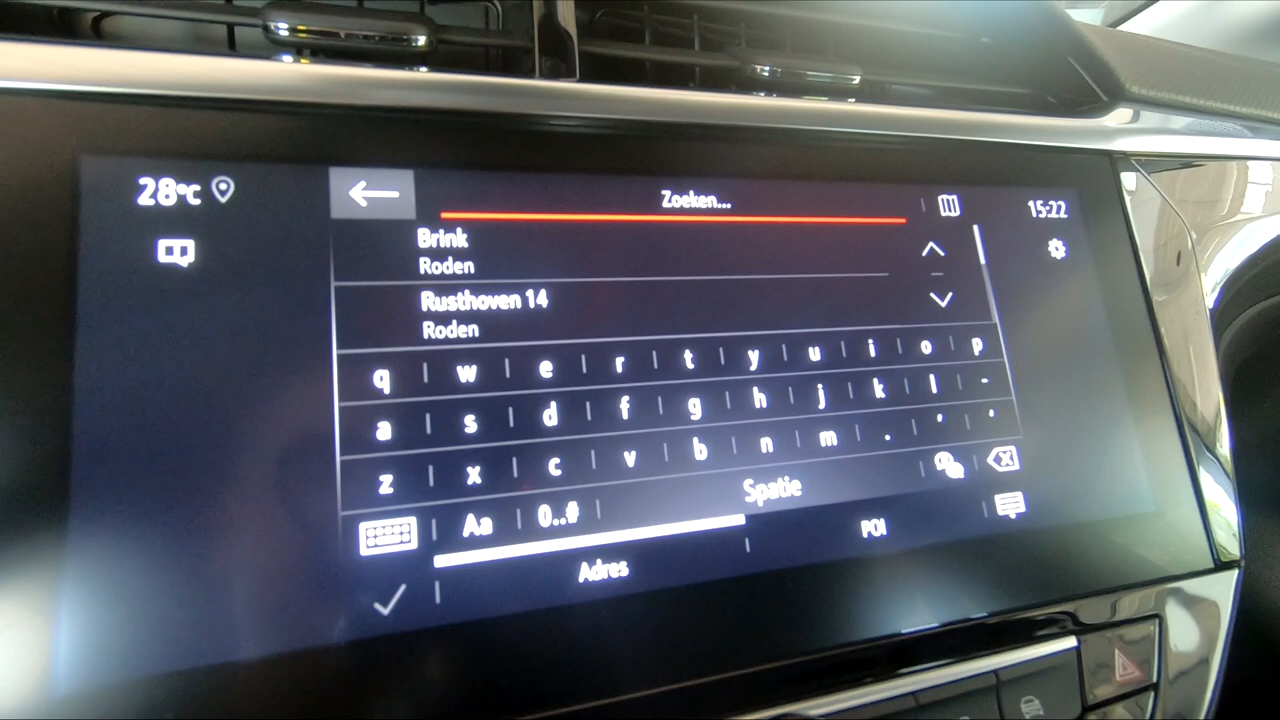 28°C
Zoeken...
15:22
Brink
Roden
Rusthoven 14
Roden
q w e r t y u i o p
a s d f g h j k l -
z x c v b n m . , '
Aa 0..# Spatie
Adres POI